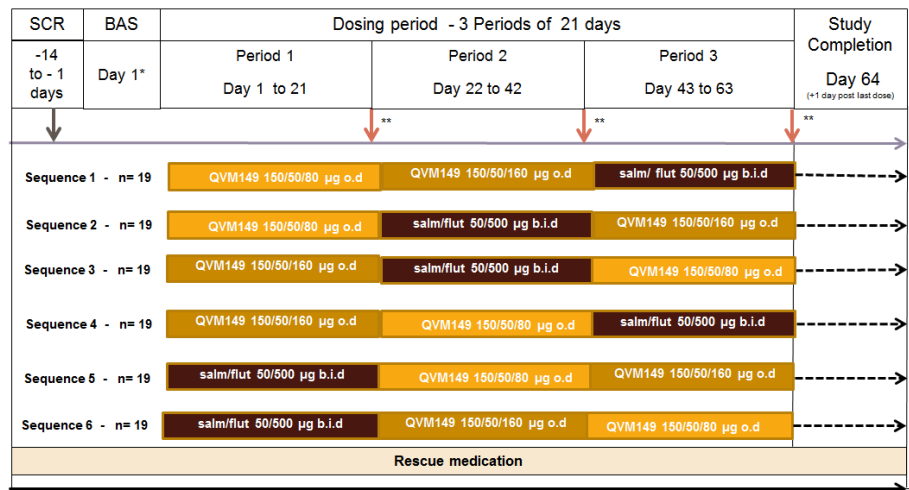 SCR BAS Dosing period - 3 Periods of 21 days Study
Completion
-14
to - 1
days
Day 1*
Period 1 Period 2 Period 3
Day 1 to 21 Day 22 to 42 Day 43 to 63
Day 64
(+1 day post last dose)
** ** **
Sequence 1 - n= 19 QVM149 150/50/80 µg o.d QVM149 150/50/160 µg o.d salm/ flut 50/500 µg b.i.d
Sequence 2 - n= 19 QVM149 150/50/80 µg o.d salm/flut 50/500 µg b.i.d QVM149 150/50/160 µg o.d
Sequence 3 - n= 19 QVM149 150/50/160 µg o.d salm/flut 50/500 µg b.i.d QVM149 150/50/80 µg o.d
Sequence 4 - n= 19 QVM149 150/50/160 µg o.d QVM149 150/50/80 µg o.d salm/flut 50/500 µg b.i.d
Sequence 5 - n= 19 salm/flut 50/500 µg b.i.d QVM149 150/50/80 µg o.d QVM149 150/50/160 µg o.d
Sequence 6 - n= 19 salm/flut 50/500 µg b.i.d QVM149 150/50/160 µg o.d QVM149 150/50/80 µg o.d
Rescue medication